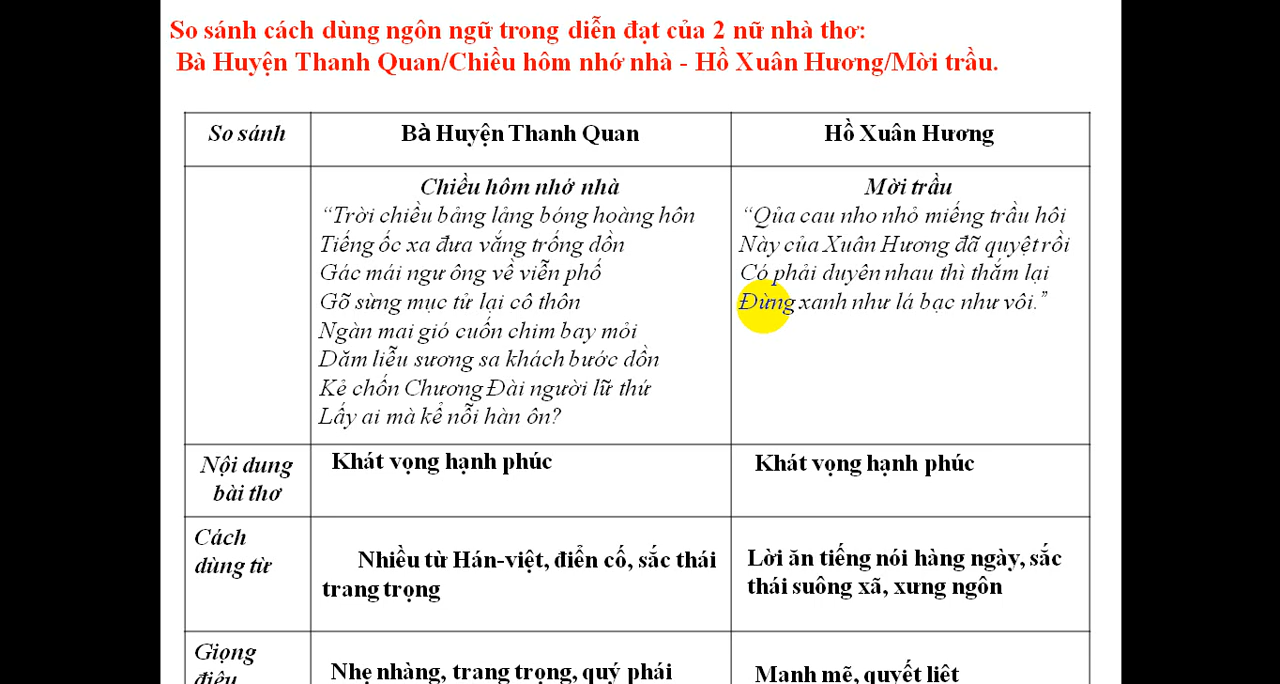 So sánh cách dùng ngôn ngữ trong diễn đạt của 2 nữ nhà thơ:
Bà Huyện Thanh Quan/Chiều hôm nhớ nhà - Hồ Xuân Hương/Mời trầu.
So sánh
Bà Huyện Thanh Quan
Hồ Xuân Hương
Chiều hôm nhớ nhà
“Trời chiều bảng lảng bóng hoàng hôn
Tiếng ốc xa đưa vẳng trống dồn
Gác mái ngư ông về viễn phố
Gõ sừng mục tử lại cô thôn
Ngàn mai gió cuốn chim bay mỏi
Dặm liễu sương sa khách bước dồn
Kẻ chốn Chương Đài người lữ thứ
Lấy ai mà kể nỗi hàn ôn?
Mời trầu
“Qủa cau nho nhỏ miếng trầu hôi
Này của Xuân Hương đã quyệt rồi
Có phải duyên nhau thì thắm lại
Đừng xanh như lá bạc như vôi.”
Nội dung
bài thơ
Khát vọng hạnh phúc
Khát vọng hạnh phúc
Cách
dùng từ
Nhiều từ Hán-việt, điển cố, sắc thái
trang trọng
Lời ăn tiếng nói hàng ngày, sắc
thái suông xã, xưng ngôn
Giọng
điệu
Nhẹ nhàng, trang trọng, quý phái
Mạnh mẽ, quyết liệt